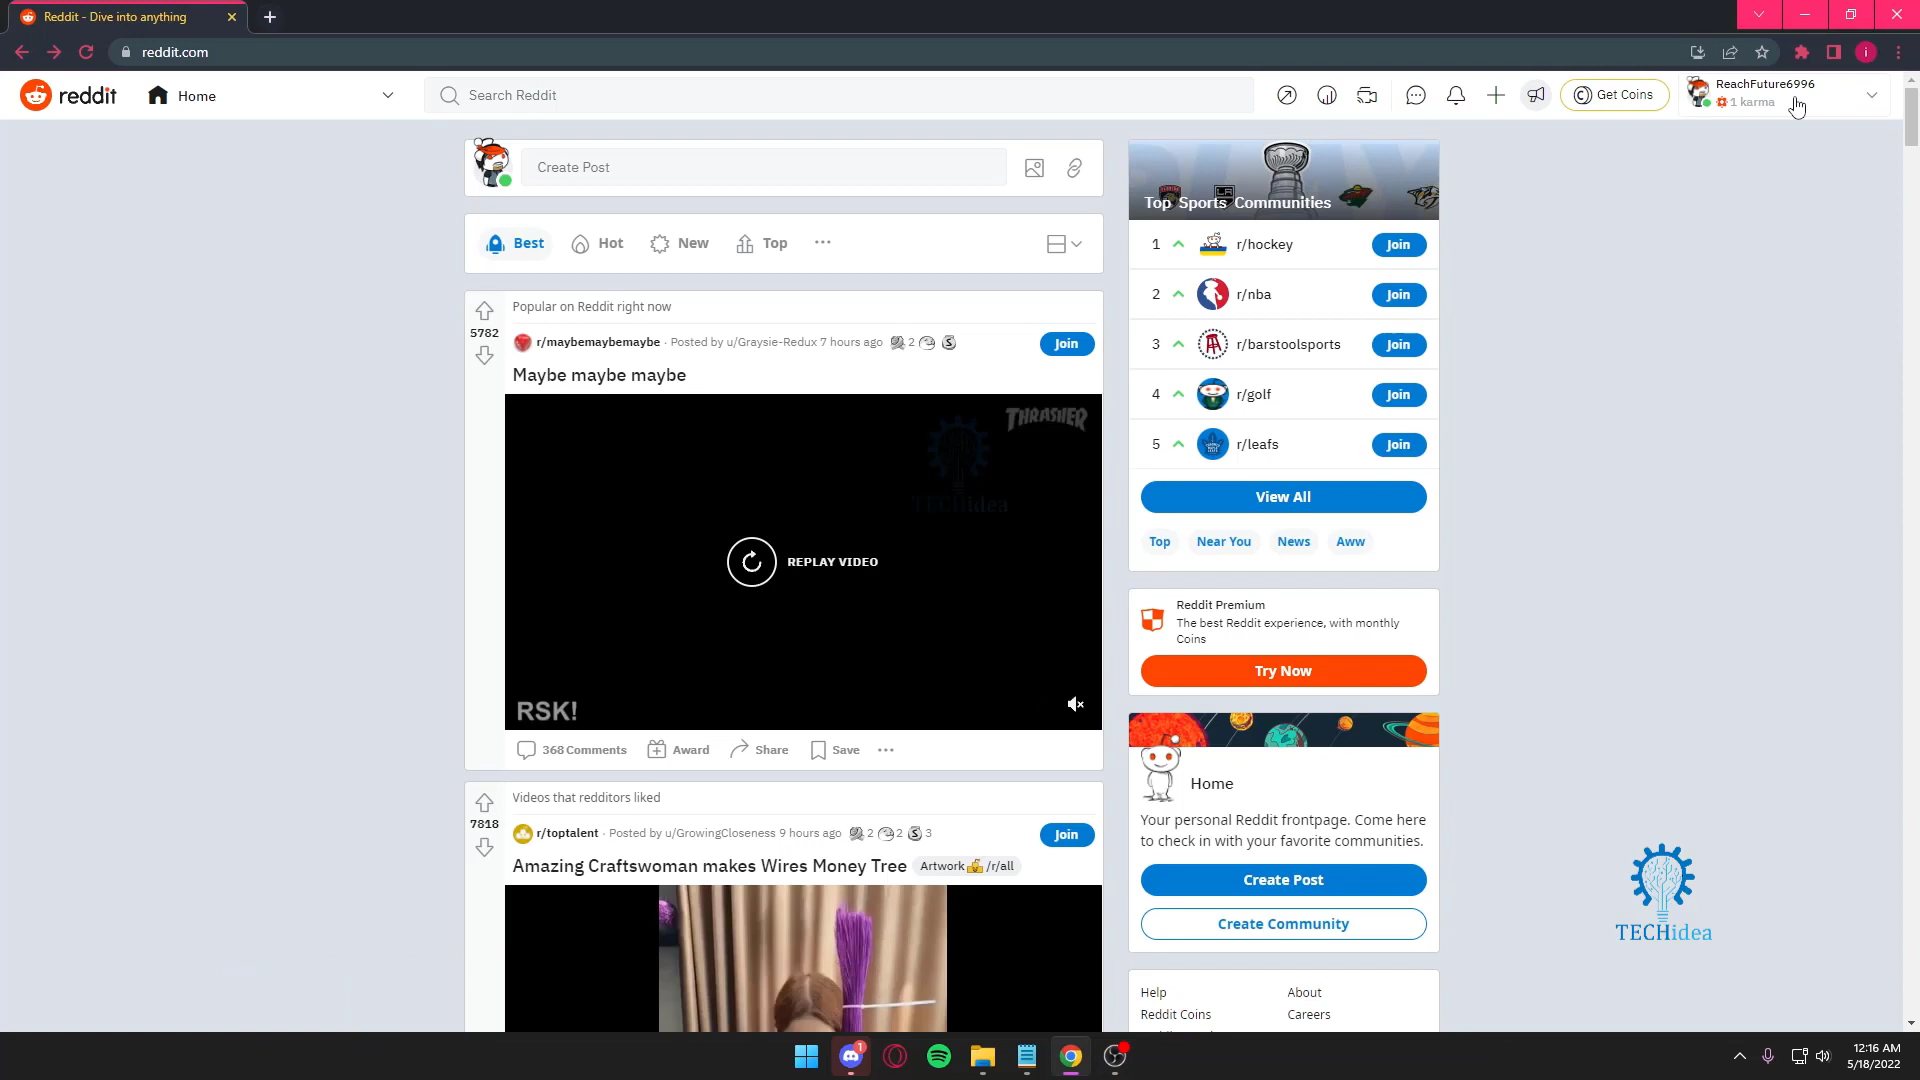 Reddit - Dive into anything
reddit.com
i
reddit
Home
Search Reddit
Get Coins
ReachFuture6996
1 karma
Create Post
Best
Hot
New
Top
Popular on Reddit right now
5782
r/maybemaybemaybe · Posted by u/Graysie-Redux 7 hours ago 2 S
Join
Maybe maybe maybe
THRASHER
TECHidea
REPLAY VIDEO
RSK!
368 Comments
Award
Share
Save
Videos that redditors liked
7818
r/toptalent · Posted by u/GrowingCloseness 9 hours ago 2 2 S 3
Join
Amazing Craftswoman makes Wires Money Tree
Artwork /r/all
Top Sports Communities
1 r/hockey Join
2 r/nba Join
3 r/barstoolsports Join
4 r/golf Join
5 r/leafs Join
View All
Top
Near You
News
Aww
Reddit Premium
The best Reddit experience, with monthly
Coins
Try Now
Home
Your personal Reddit frontpage. Come here
to check in with your favorite communities.
Create Post
Create Community
Help
About
Reddit Coins
Careers
TECHidea
1
12:16 AM
5/18/2022